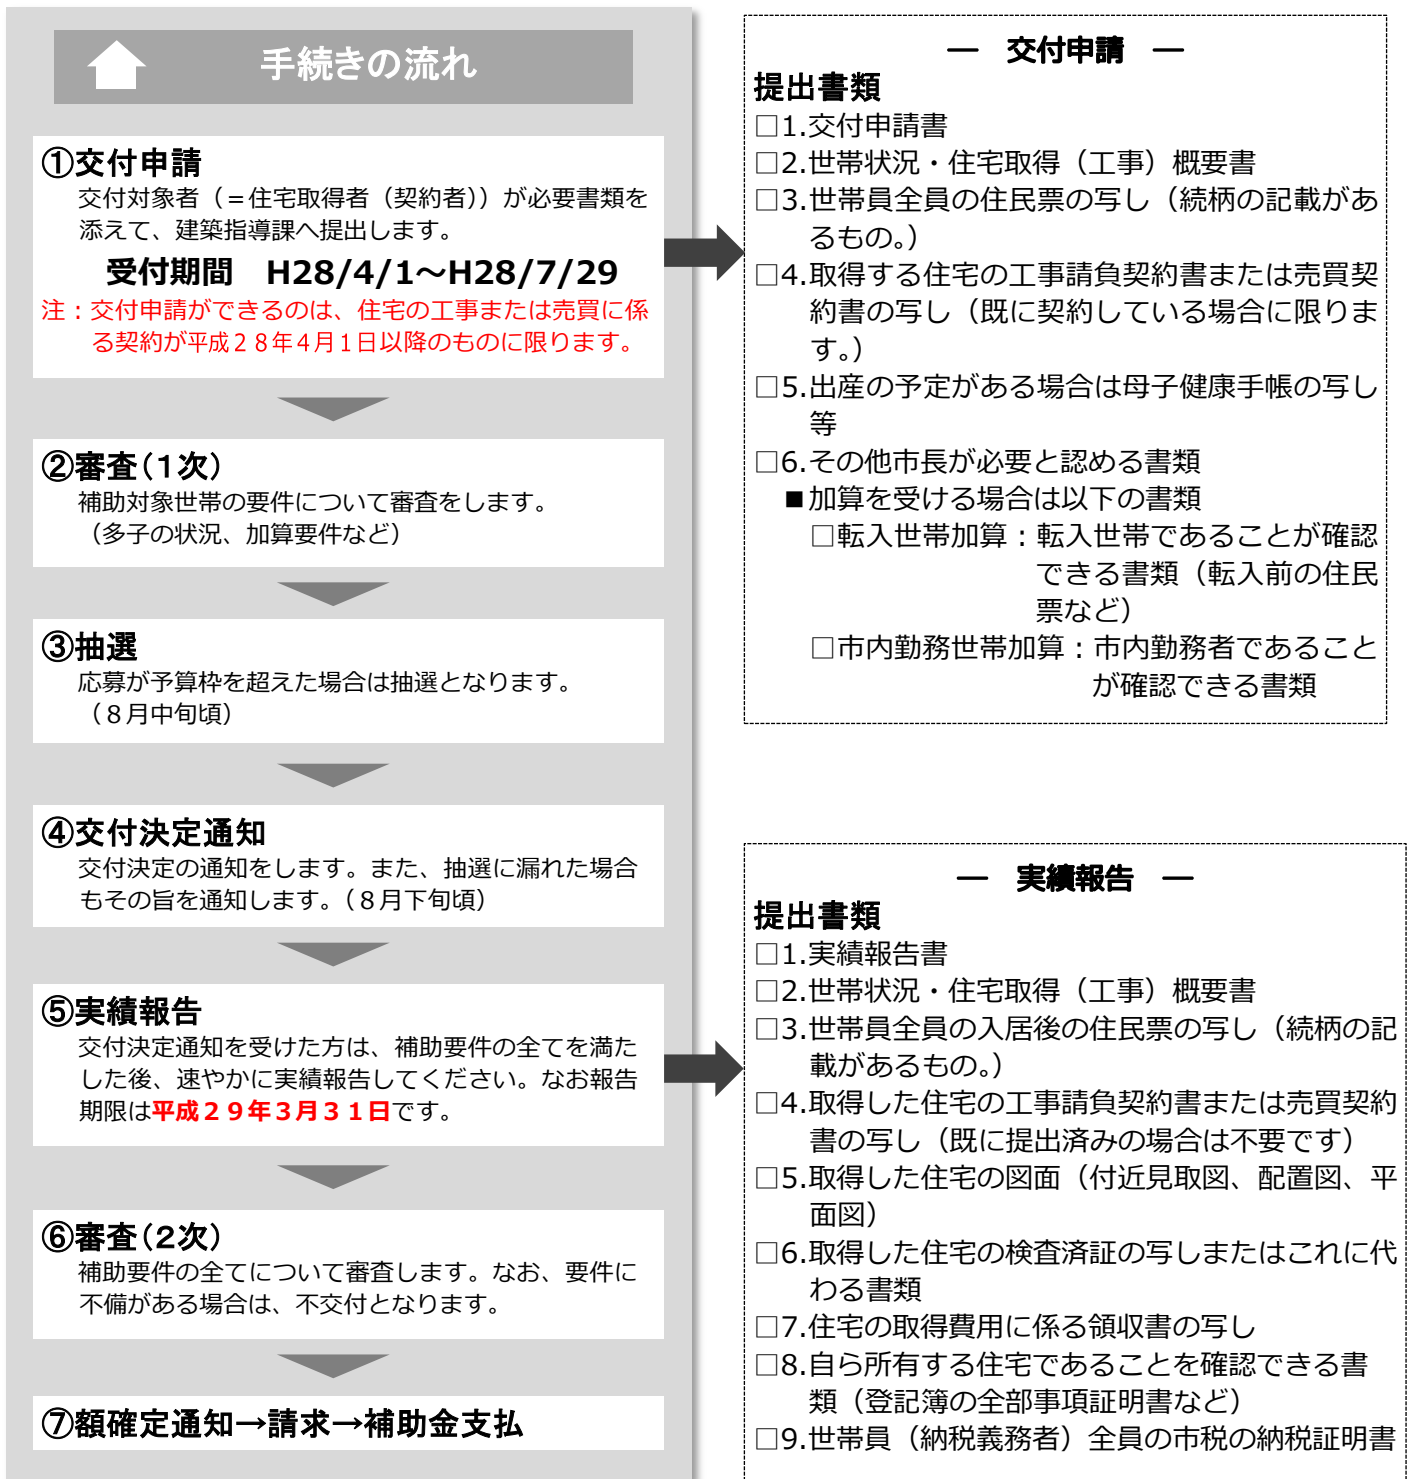 手続きの流れ
①交付申請
交付対象者（＝住宅取得者（契約者））が必要書類を
添えて、建築指導課へ提出します。
受付期間　H28/4/1～H28/7/29
注：交付申請ができるのは、住宅の工事または売買に係
る契約が平成２８年4月1日以降のものに限ります。
②審査（１次）
補助対象世帯の要件について審査をします。
（多子の状況、加算要件など）
③抽選
応募が予算枠を超えた場合は抽選となります。
（８月中旬頃）
④交付決定通知
交付決定の通知をします。また、抽選に漏れた場合
もその旨を通知します。（８月下旬頃）
⑤実績報告
交付決定通知を受けた方は、補助要件の全てを満た
した後、速やかに実績報告してください。なお報告
期限は平成２９年３月３１日です。
⑥審査（２次）
補助要件の全てについて審査します。なお、要件に
不備がある場合は、不交付となります。
⑦額確定通知→請求→補助金支払
―　交付申請　―
提出書類
□1.交付申請書
□2.世帯状況・住宅取得（工事）概要書
□3.世帯員全員の住民票の写し（続柄の記載があ
るもの。）
□4.取得する住宅の工事請負契約書または売買契
約書の写し（既に契約している場合に限りま
す。）
□5.出産の予定がある場合は母子健康手帳の写し
等
□6.その他市長が必要と認める書類
■加算を受ける場合は以下の書類
□転入世帯加算：転入世帯であることが確認
できる書類（転入前の住民
票など）
□市内勤務世帯加算：市内勤務者であること
が確認できる書類
―　実績報告　―
提出書類
□1.実績報告書
□2.世帯状況・住宅取得（工事）概要書
□3.世帯員全員の入居後の住民票の写し（続柄の記
載があるもの。）
□4.取得した住宅の工事請負契約書または売買契約
書の写し（既に提出済みの場合は不要です）
□5.取得した住宅の図面（付近見取図、配置図、平
面図）
□6.取得した住宅の検査済証の写しまたはこれに代
わる書類
□7.住宅の取得費用に係る領収書の写し
□8.自ら所有する住宅であることを確認できる書
類（登記簿の全部事項証明書など）
□9.世帯員（納税義務者）全員の市税の納税証明書